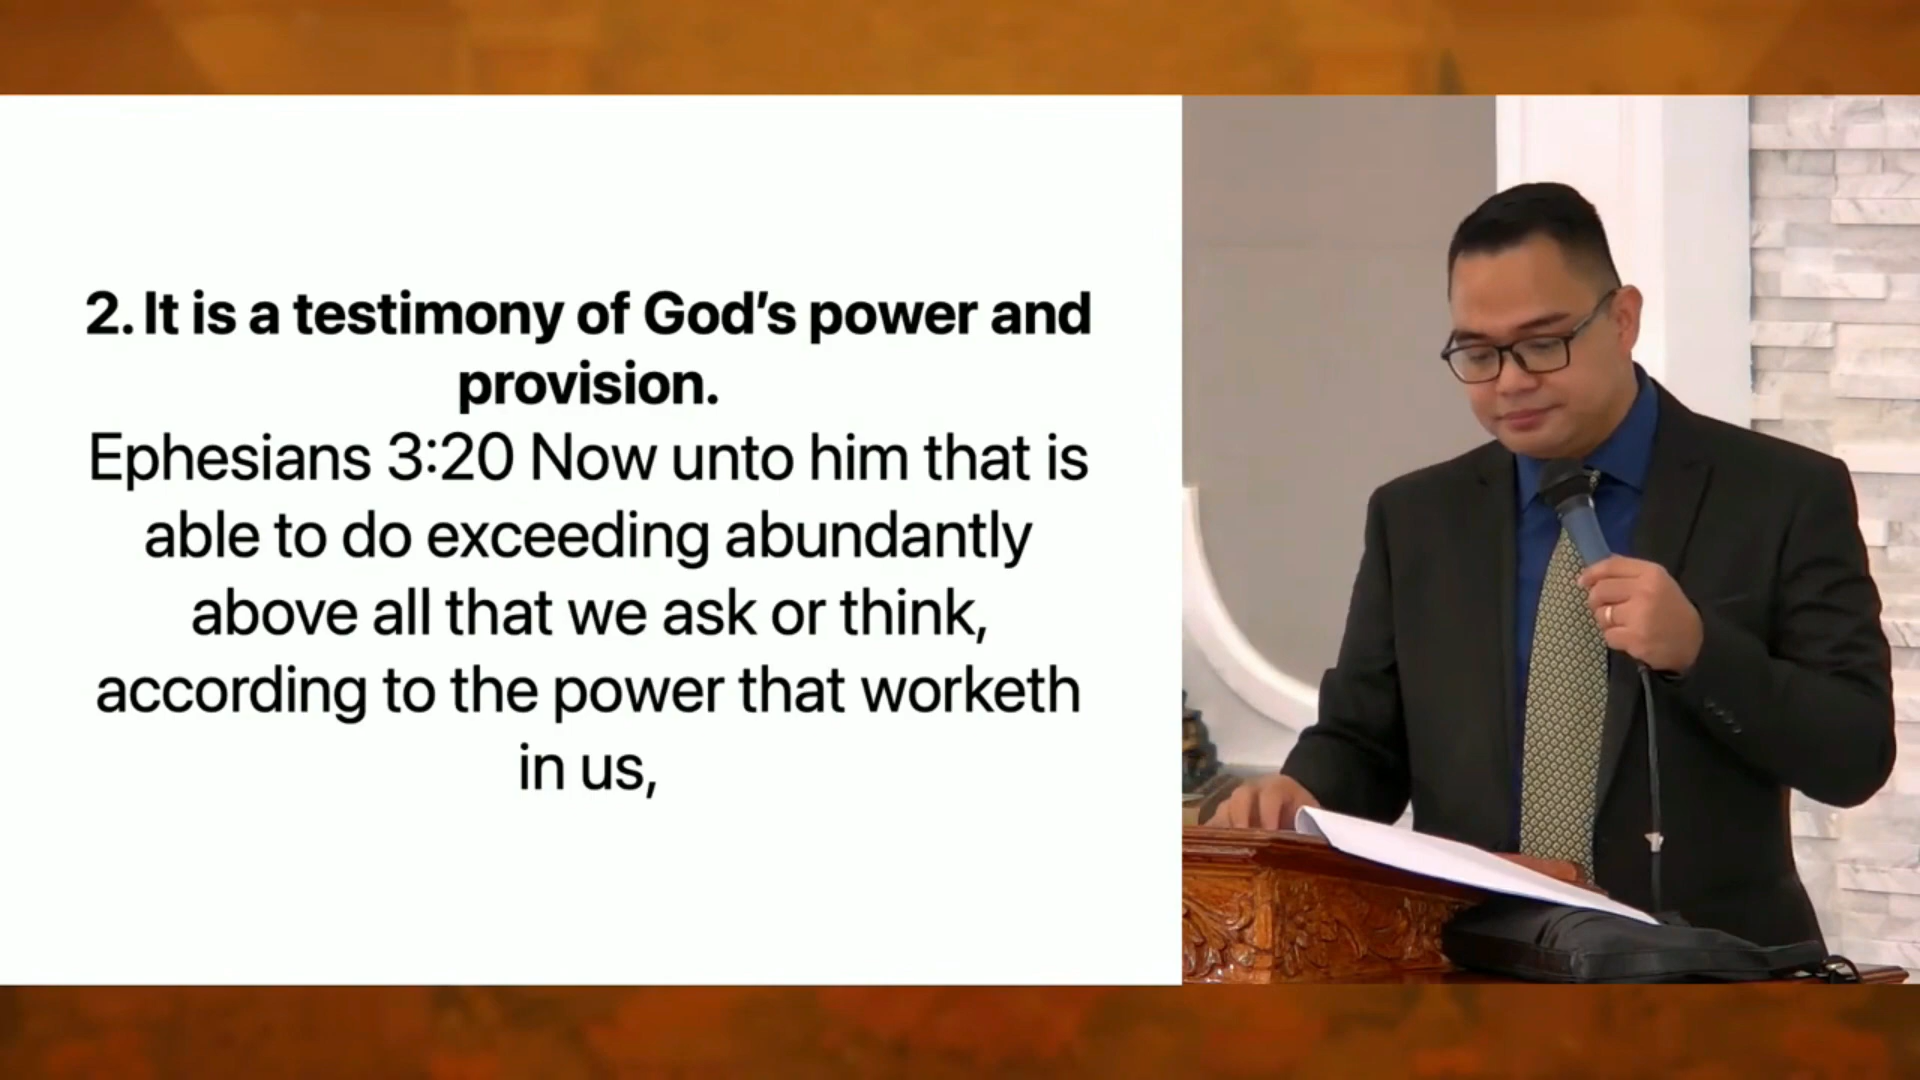 2. It is a testimony of God's power and
provision.
Ephesians 3:20 Now unto him that is
able to do exceeding abundantly
above all that we ask or think,
according to the power that worketh
in us,